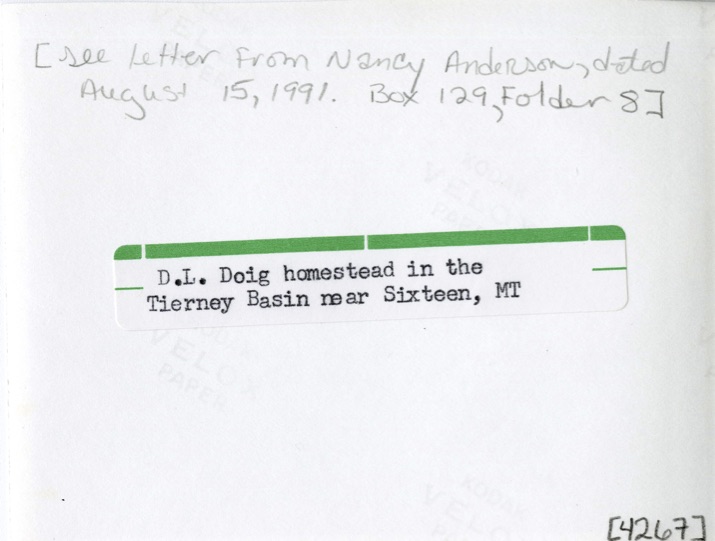 [see letter from Nancy Anderson, dated
August 15, 1991. Box 129, Folder 8]
KODAK
VELOX
PAPER
D.L. Doig homestead in the
Tierney Basin near Sixteen, MT
VELOX
PAPER
KODAK
VELOX
[4267]